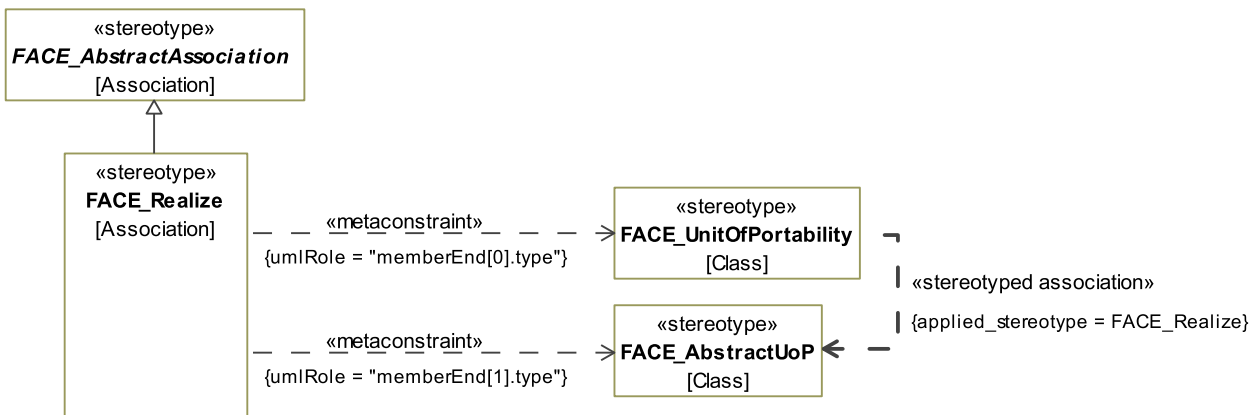 «stereotype»
FACE_AbstractAssociation
[Association]
«stereotype»
FACE_Realize
[Association]
«metaconstraint»
{umlRole = "memberEnd[0].type"}
«stereotype»
FACE_UnitOfPortability
[Class]
«stereotyped association»
{applied_stereotype = FACE_Realize}
«metaconstraint»
{umlRole = "memberEnd[1].type"}
«stereotype»
FACE_AbstractUoP
[Class]